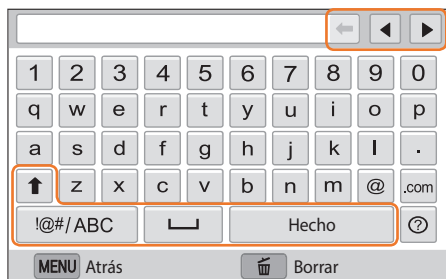 1 2 3 4 5 6 7 8 9 0
q w e r t y u i o p
a s d f g h j k l .
z x c v b n m @ .com
!@#/ABC Hecho ?
MENU Atrás Borrar